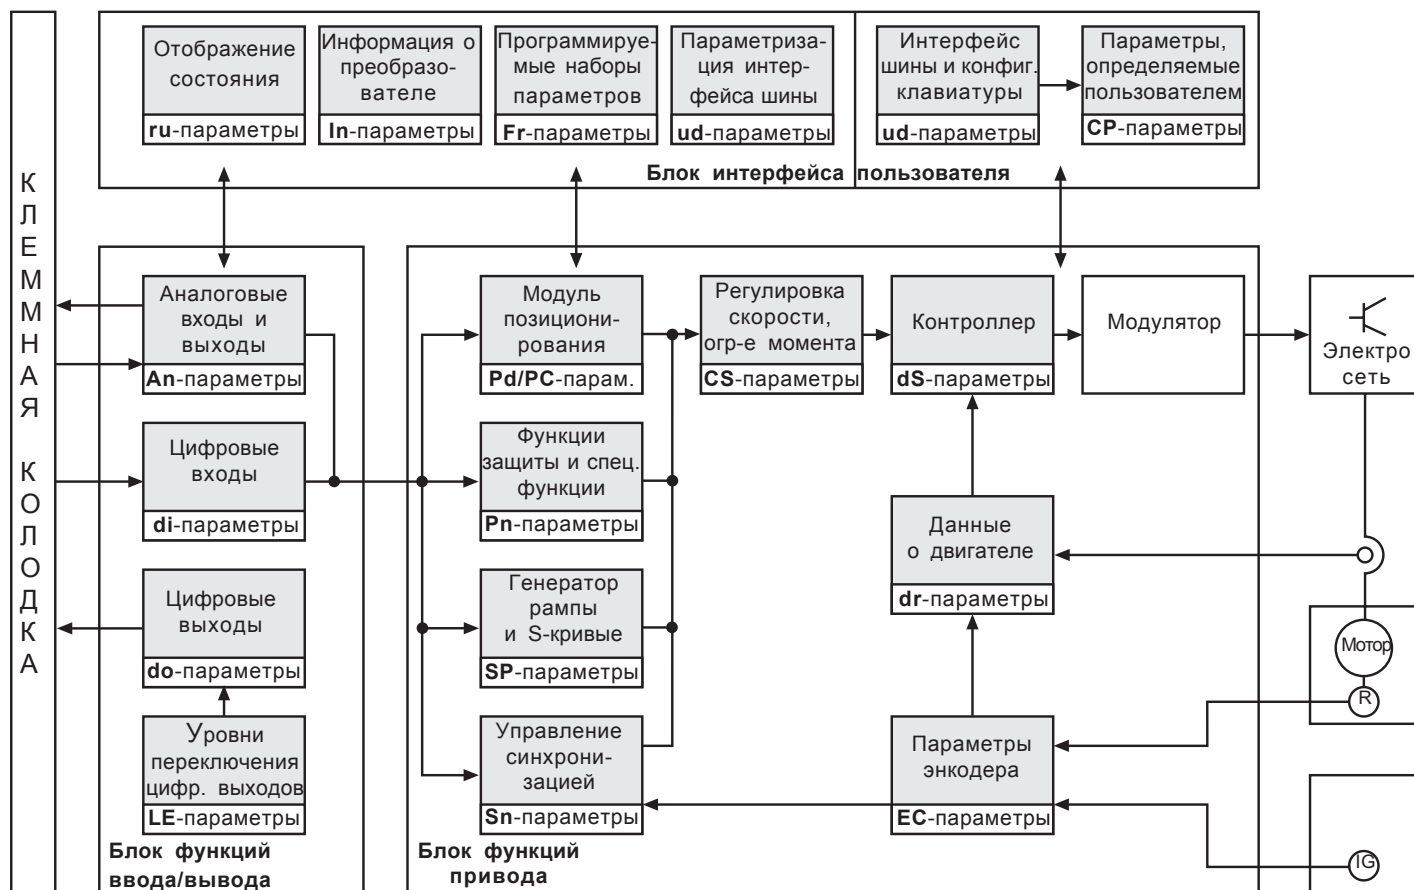 Отображение
состояния
ru-параметры
Информация о
преобразо-
вателе
In-параметры
Программируе-
мые наборы
параметров
Fr-параметры
Параметриза-
ция интер-
фейса шины
ud-параметры
Интерфейс
шины и конфиг.
клавиатуры
ud-параметры
Параметры,
определяемые
пользователем
CP-параметры
Блок интерфейса пользователя
КЛЕММНАЯ КОЛОДКА
Аналоговые
входы и
выходы
An-параметры
Цифровые
входы
di-параметры
Цифровые
выходы
do-параметры
Уровни
переключения
цифр. выходов
LE-параметры
Блок функций
ввода/вывода
Модуль
позициони-
рования
Pd/PC-парам.
Функции
защиты и спец.
функции
Pn-параметры
Генератор
рампы
и S-кривые
SP-параметры
Управление
синхрони-
зацией
Sn-параметры
Блок функций
привода
Регулировка
скорости,
огр-е момента
CS-параметры
Контроллер
dS-параметры
Модулятор
Данные
о двигателе
dr-параметры
Параметры
энкодера
EC-параметры
Электро
сеть
Мотор
R
IG